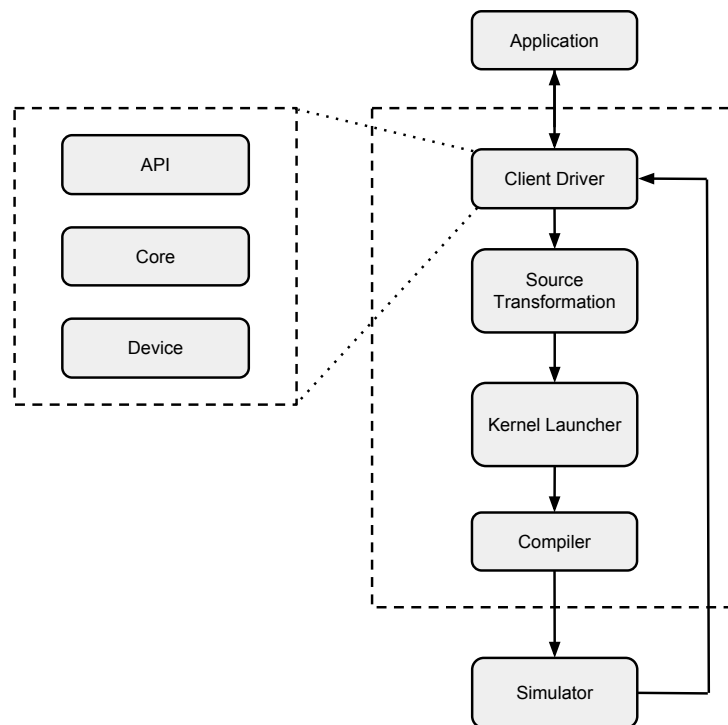 Application
API
Core
Device
Client Driver
Source
Transformation
Kernel Launcher
Compiler
Simulator